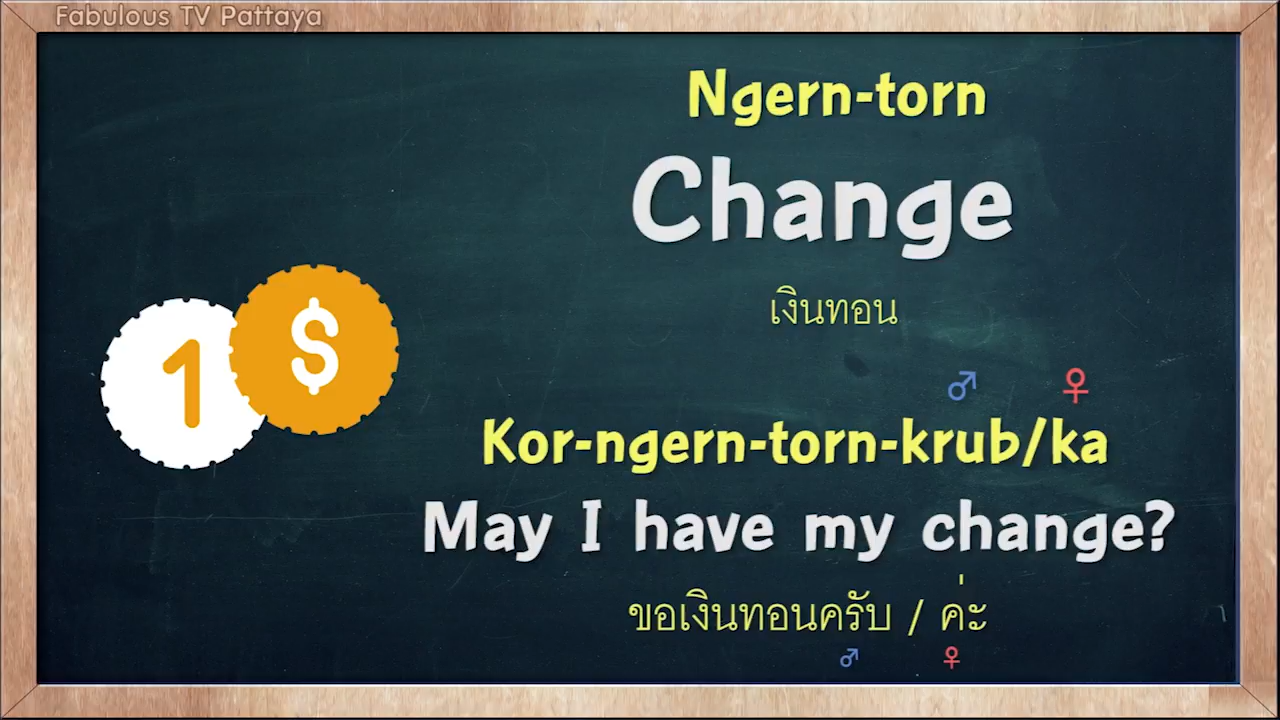 Fabulous TV Pattaya
Ngern-torn
Change
เงินทอน
1 $
♂ ♀
Kor-ngern-torn-krub/ka
May I have my change?
ขอเงินทอนครับ / ค่ะ
♂ ♀